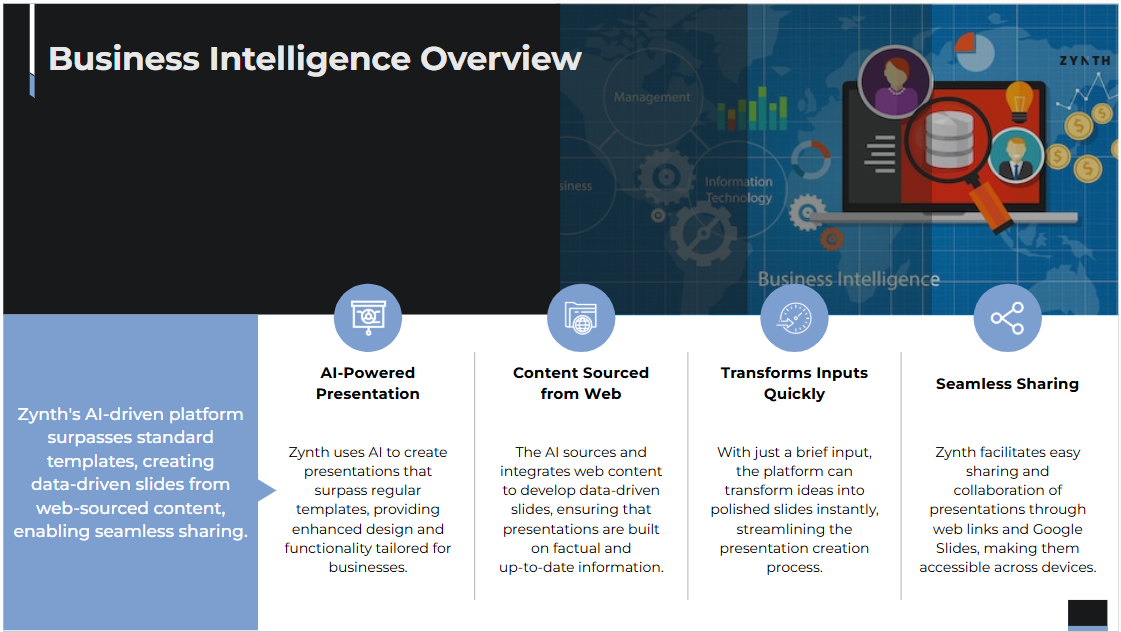 Business Intelligence Overview
ZYNTH
Management
siness
Information
Technology
Business Intelligence
Zynth's AI-driven platform
surpasses standard
templates, creating
data-driven slides from
web-sourced content,
enabling seamless sharing.
AI-Powered
Presentation
Zynth uses AI to create
presentations that
surpass regular
templates, providing
enhanced design and
functionality tailored for
businesses.
Content Sourced
from Web
The AI sources and
integrates web content
to develop data-driven
slides, ensuring that
presentations are built
on factual and
up-to-date information.
Transforms Inputs
Quickly
With just a brief input,
the platform can
transform ideas into
polished slides instantly,
streamlining the
presentation creation
process.
Seamless Sharing
Zynth facilitates easy
sharing and
collaboration of
presentations through
web links and Google
Slides, making them
accessible across devices.